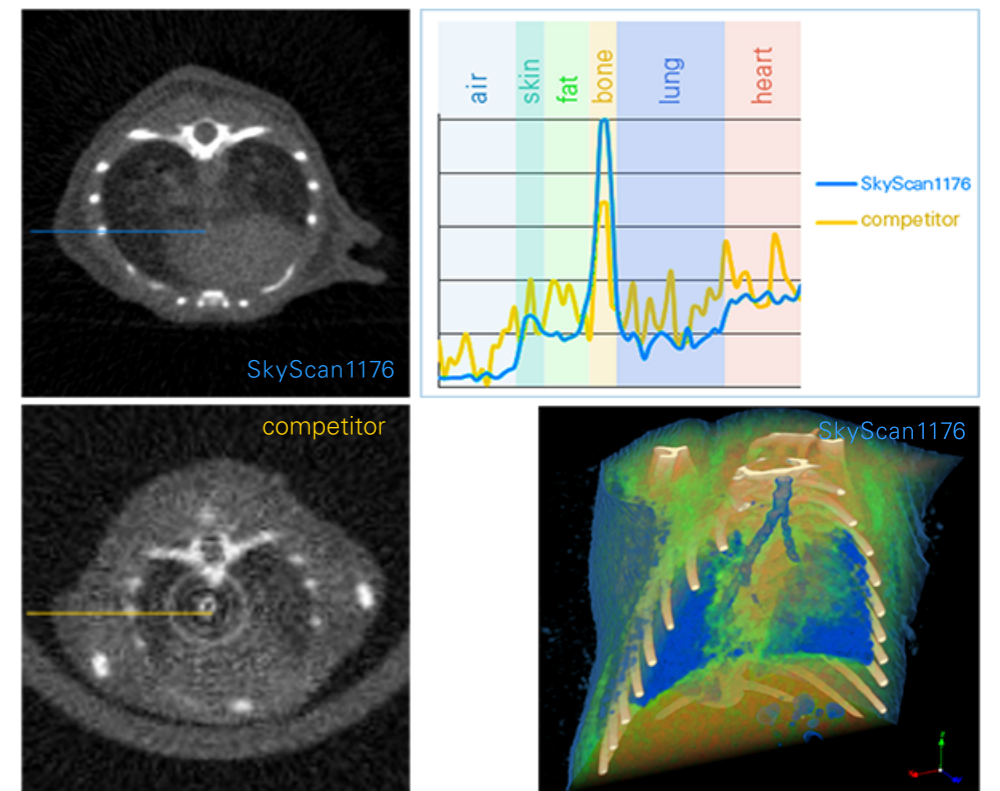 SkyScan1176
air
skin
fat
bone
lung
heart
SkyScan1176
competitor
competitor
SkyScan1176